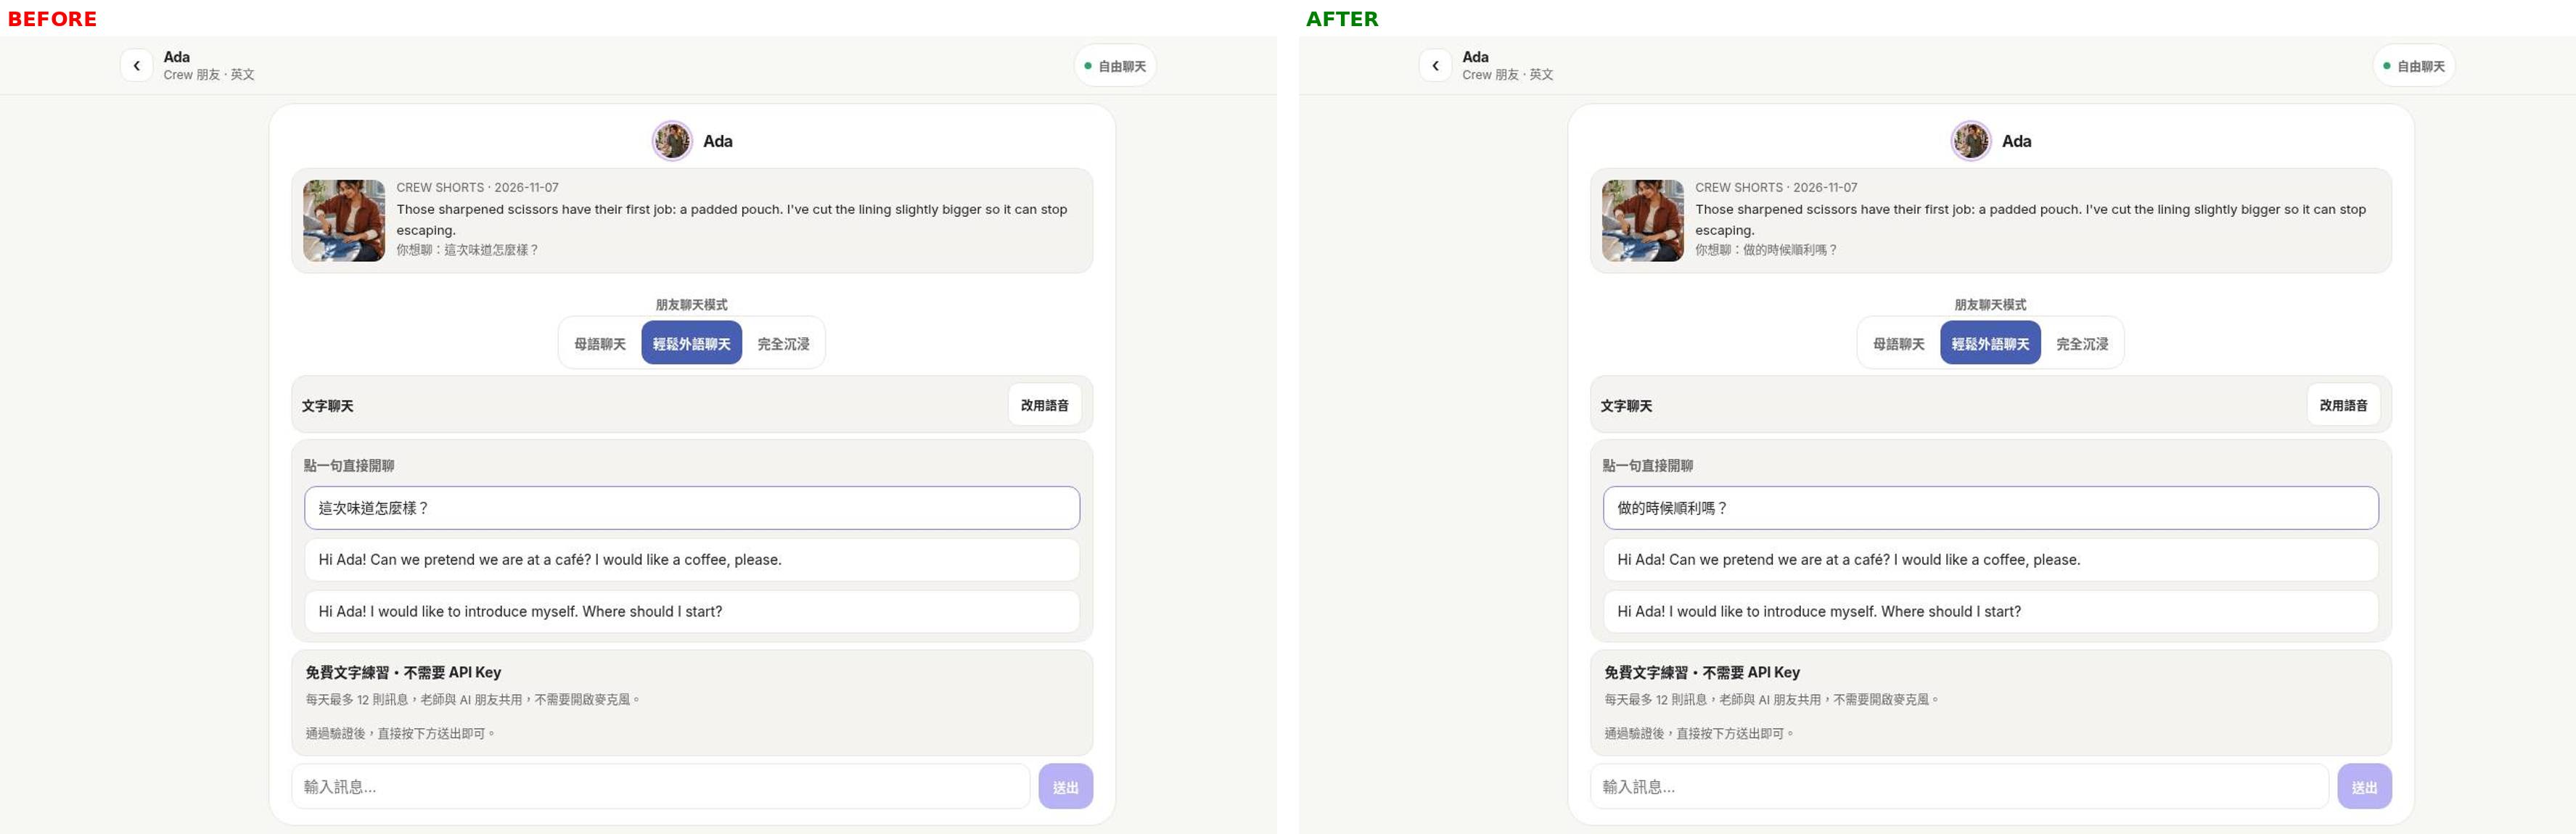 BEFORE
Ada
Crew 朋友 · 英文
自由聊天
Ada
CREW SHORTS · 2026-11-07
Those sharpened scissors have their first job: a padded pouch. I've cut the lining slightly bigger so it can stop
escaping.
你想聊：這次味道怎麼樣？
朋友聊天模式
母語聊天
輕鬆外語聊天
完全沉浸
文字聊天
改用語音
點一句直接開聊
這次味道怎麼樣？
Hi Ada! Can we pretend we are at a café? I would like a coffee, please.
Hi Ada! I would like to introduce myself. Where should I start?
免費文字練習・不需要 API Key
每天最多 12 則訊息，老師與 AI 朋友共用，不需要開啟麥克風。
通過驗證後，直接按下方送出即可。
輸入訊息...
送出
AFTER
Ada
Crew 朋友 · 英文
自由聊天
Ada
CREW SHORTS · 2026-11-07
Those sharpened scissors have their first job: a padded pouch. I've cut the lining slightly bigger so it can stop
escaping.
你想聊：做的時候順利嗎？
朋友聊天模式
母語聊天
輕鬆外語聊天
完全沉浸
文字聊天
改用語音
點一句直接開聊
做的時候順利嗎？
Hi Ada! Can we pretend we are at a café? I would like a coffee, please.
Hi Ada! I would like to introduce myself. Where should I start?
免費文字練習・不需要 API Key
每天最多 12 則訊息，老師與 AI 朋友共用，不需要開啟麥克風。
通過驗證後，直接按下方送出即可。
輸入訊息...
送出